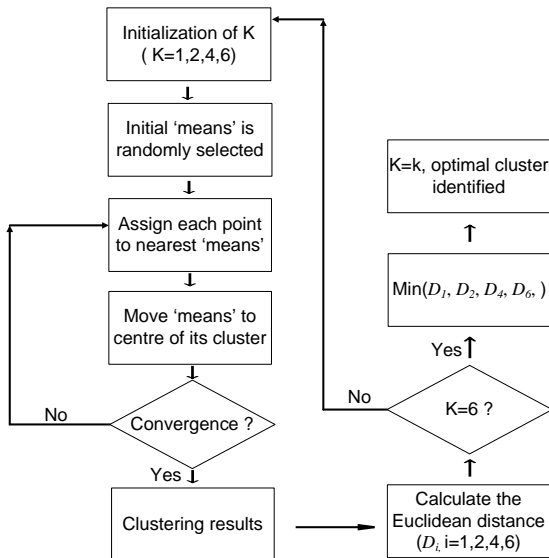 Initialization of K
( K=1,2,4,6)
Initial ‘means’ is
randomly selected
Assign each point
to nearest ‘means’
Move ‘means’ to
centre of its cluster
No
Convergence ?
Yes
Clustering results
Calculate the
Euclidean distance
(Di, i=1,2,4,6)
K=6 ?
No
Yes
Min(D1, D2, D4, D6, )
K=k, optimal cluster
identified